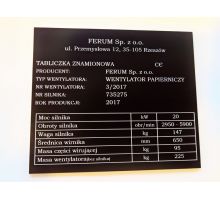 FERUM Sp. z o.o.
ul. Przemysłowa 12, 35-105 Rzeszów
TABLICZKA ZNAMIONOWA CE
PRODUCENT: FERUM Sp. z o.o.
TYP WENTYLATORA: WENTYLATOR PAPIERNICZY
NR WENTYLATORA: 3/2017
NR SILNIKA: 735275
ROK PRODUKCJI: 2017
Moc silnika kW 20
Obroty silnika obr/min 2950 - 5900
Waga silnika kg 147
Średnica wirnika mm 650
Masa części wirującej kg 95
Masa wentylatora(bez silnika) kg 225